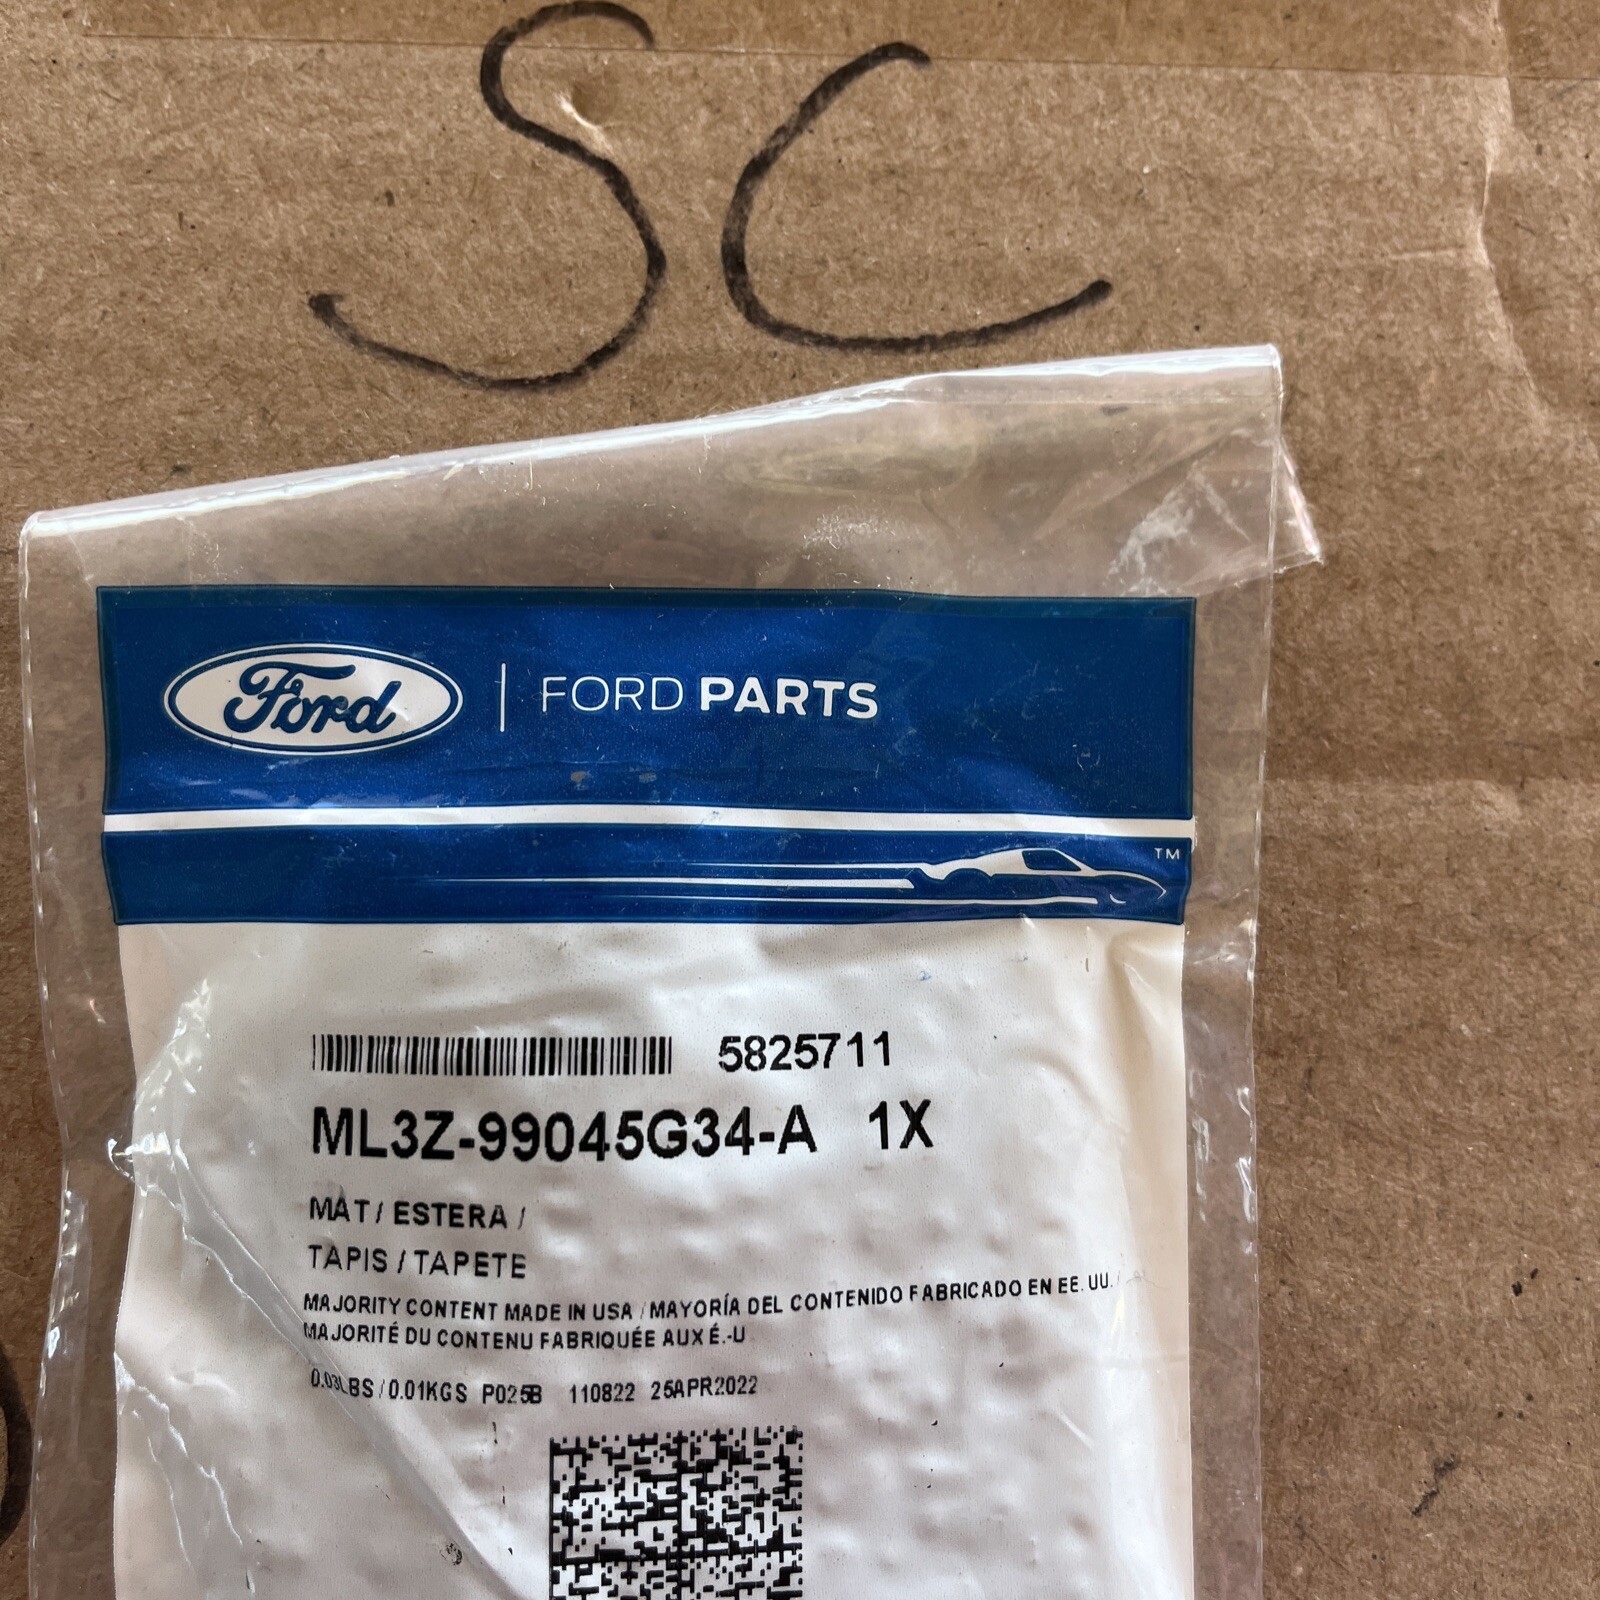 SC
Ford | FORD PARTS
TM
5825711
ML3Z-99045G34-A 1X
MAT / ESTERA /
TAPIS / TAPETE
MAJORITY CONTENT MADE IN USA / MAYORÍA DEL CONTENIDO FABRICADO EN EE. UU. /
MAJORITÉ DU CONTENU FABRIQUÉE AUX É.-U
0.03LBS / 0.01KGS P025B 110822 25APR2022